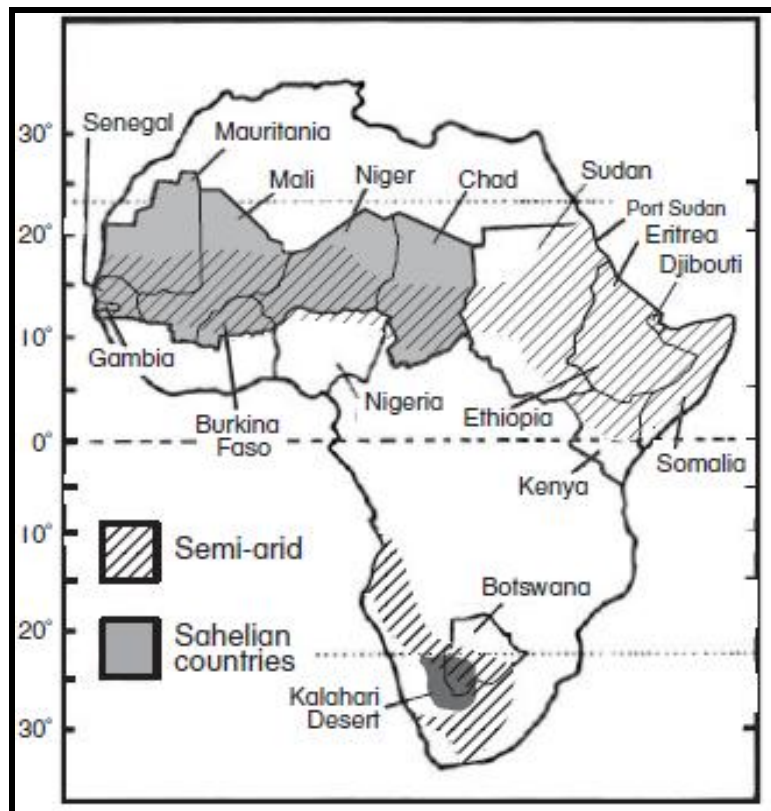 30°
20°
10°
0°
10°
20°
30°
Senegal
Mauritania
Mali
Niger
Chad
Sudan
Port Sudan
Eritrea
Djibouti
Gambia
Burkina
Faso
Nigeria
Ethiopia
Kenya
Somalia
Botswana
Kalahari
Desert
Semi-arid
Sahelian
countries